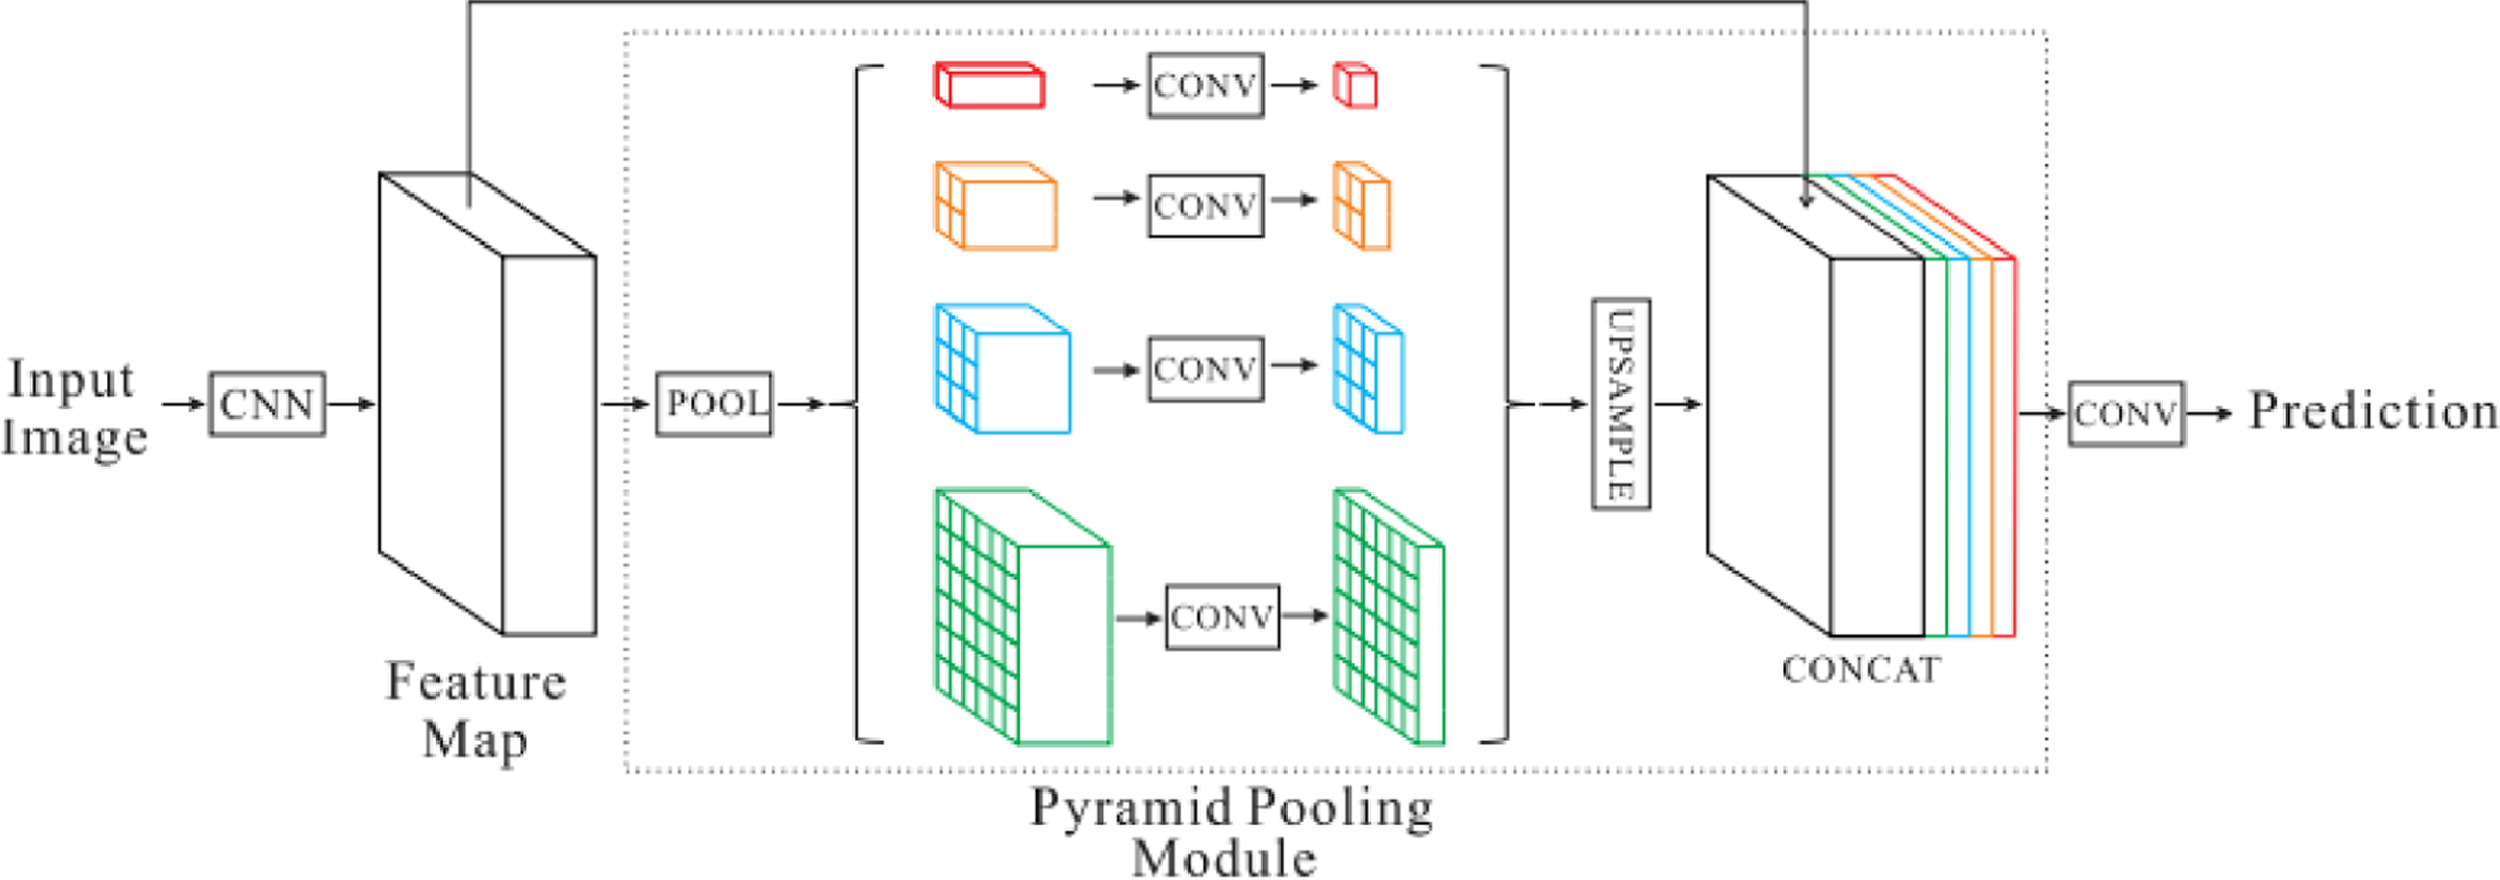 Input
Image
CNN
Feature
Map
POOL
CONV
CONV
CONV
CONV
UPSAMPLE
CONCAT
CONV
Prediction
Pyramid Pooling
Module